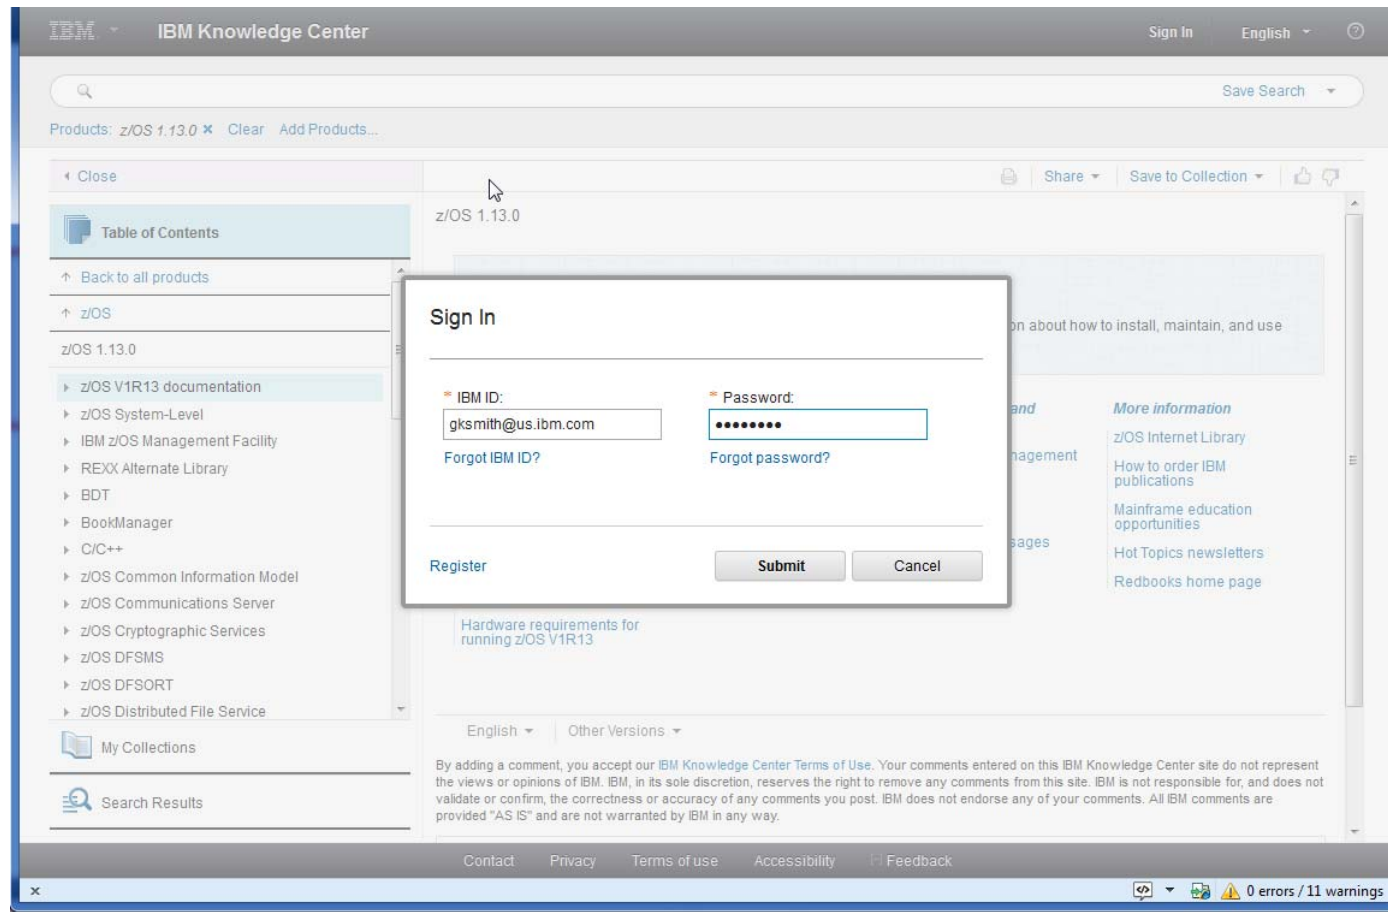 IBM IBM Knowledge Center Sign In English ?
Save Search
Products: z/OS 1.13.0 × Clear Add Products...
Close Share Save to Collection
z/OS 1.13.0
Table of Contents
Back to all products
z/OS
on about how to install, maintain, and use
z/OS 1.13.0
Sign In
z/OS V1R13 documentation
z/OS System-Level
IBM z/OS Management Facility
REXX Alternate Library
BDT
BookManager
C/C++
z/OS Common Information Model
z/OS Communications Server
z/OS Cryptographic Services
z/OS DFSMS
z/OS DFSORT
z/OS Distributed File Service
* IBM ID: * Password:
gksmith@us.ibm.com ••••••••
Forgot IBM ID? Forgot password?
Register Submit Cancel
and
nagement
sages
More information
z/OS Internet Library
How to order IBM
publications
Mainframe education
opportunities
Hot Topics newsletters
Redbooks home page
Hardware requirements for
running z/OS V1R13
My Collections
Search Results
English Other Versions
By adding a comment, you accept our IBM Knowledge Center Terms of Use. Your comments entered on this IBM Knowledge Center site do not represent
the views or opinions of IBM. IBM, in its sole discretion, reserves the right to remove any comments from this site. IBM is not responsible for, and does not
validate or confirm, the correctness or accuracy of any comments you post. IBM does not endorse any of your comments. All IBM comments are
provided "AS IS" and are not warranted by IBM in any way.
Contact Privacy Terms of use Accessibility Feedback
× 0 errors / 11 warnings